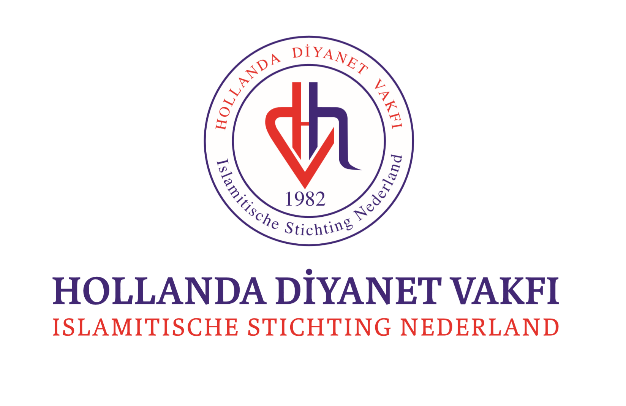 HOLLANDA DİYANET VAKFI
1982
Islamitische Stichting Nederland
HOLLANDA DİYANET VAKFI
ISLAMITISCHE STICHTING NEDERLAND